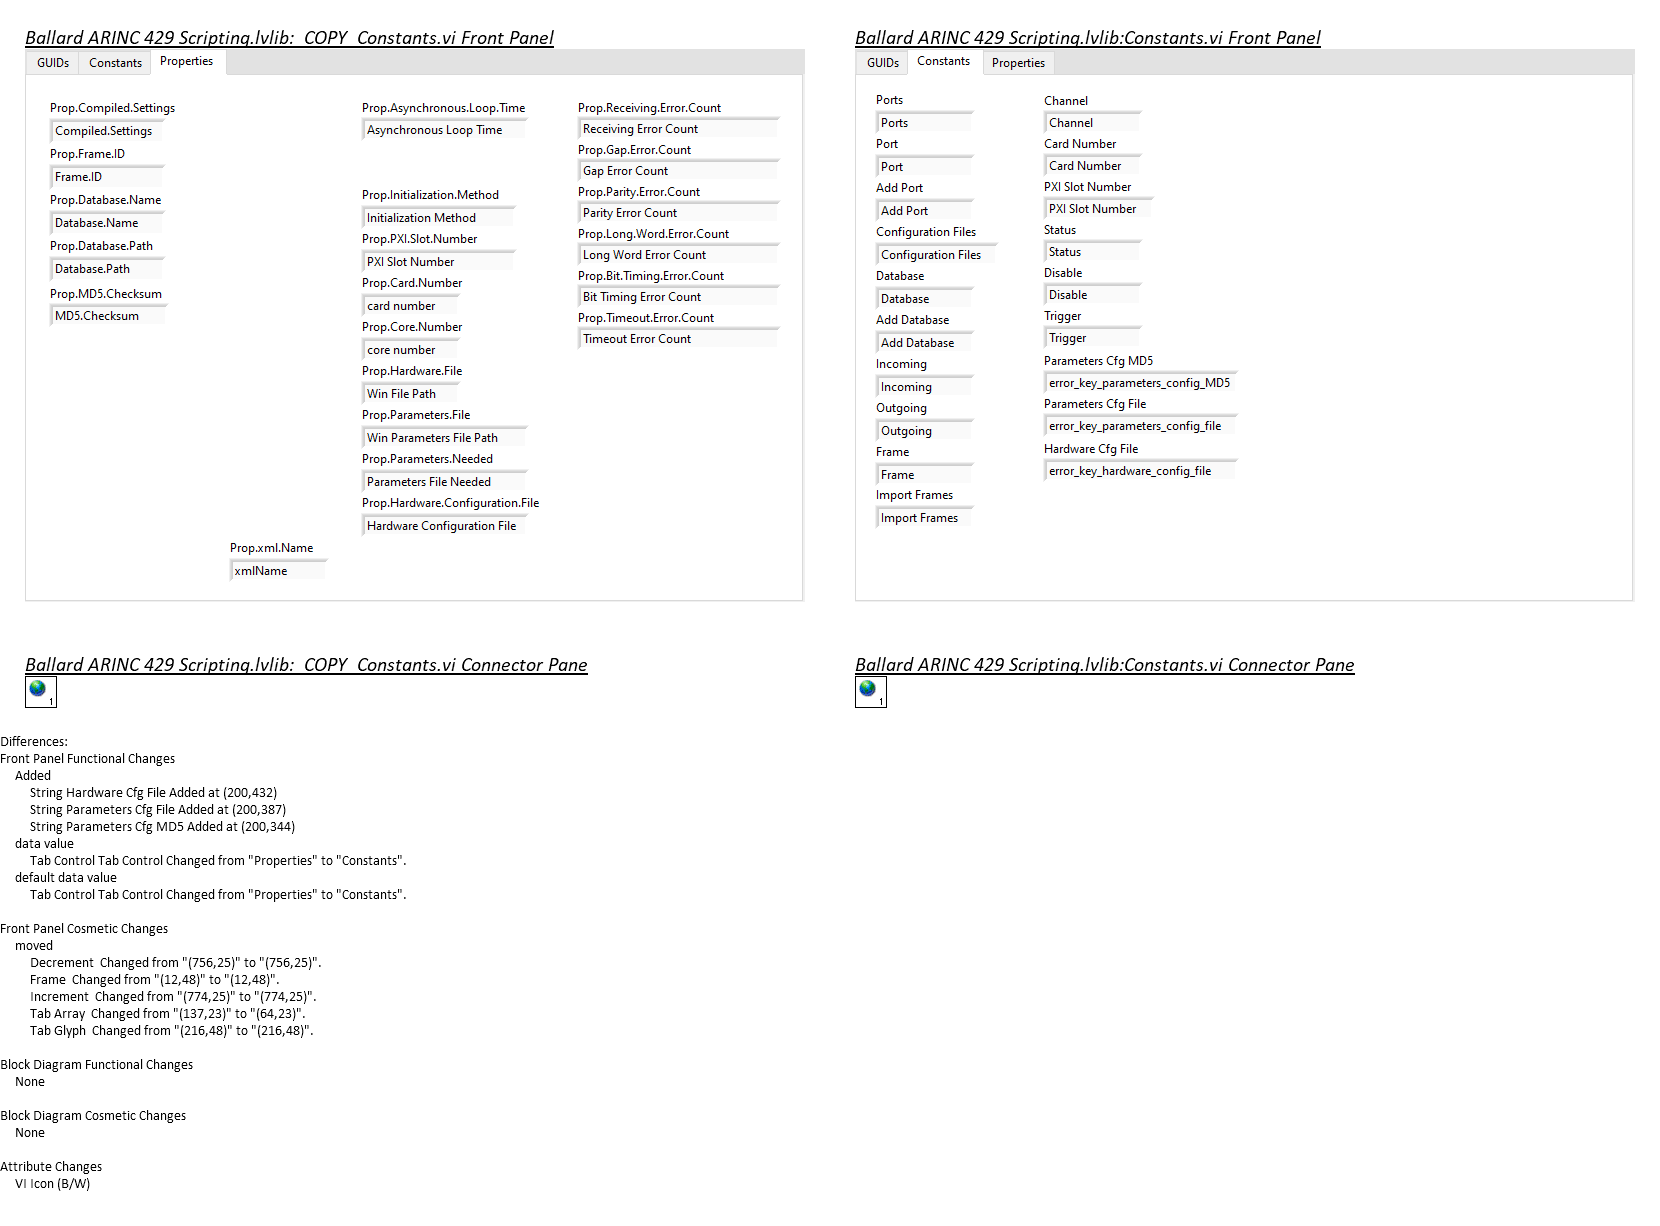 Ballard ARINC 429 Scripting.lvlib:_COPY_Constants.vi Front Panel
GUIDs Constants Properties
Prop.Compiled.Settings
Compiled.Settings
Prop.Frame.ID
Frame.ID
Prop.Database.Name
Database.Name
Prop.Database.Path
Database.Path
Prop.MD5.Checksum
MD5.Checksum
Prop.xml.Name
xmlName
Prop.Asynchronous.Loop.Time
Asynchronous Loop Time
Prop.Initialization.Method
Initialization Method
Prop.PXI.Slot.Number
PXI Slot Number
Prop.Card.Number
card number
Prop.Core.Number
core number
Prop.Hardware.File
Win File Path
Prop.Parameters.File
Win Parameters File Path
Prop.Parameters.Needed
Parameters File Needed
Prop.Hardware.Configuration.File
Hardware Configuration File
Prop.Receiving.Error.Count
Receiving Error Count
Prop.Gap.Error.Count
Gap Error Count
Prop.Parity.Error.Count
Parity Error Count
Prop.Long.Word.Error.Count
Long Word Error Count
Prop.Bit.Timing.Error.Count
Bit Timing Error Count
Prop.Timeout.Error.Count
Timeout Error Count
Ballard ARINC 429 Scripting.lvlib:Constants.vi Front Panel
GUIDs Constants Properties
Ports
Ports
Port
Port
Add Port
Add Port
Configuration Files
Configuration Files
Database
Database
Add Database
Add Database
Incoming
Incoming
Outgoing
Outgoing
Frame
Frame
Import Frames
Import Frames
Channel
Channel
Card Number
Card Number
PXI Slot Number
PXI Slot Number
Status
Status
Disable
Disable
Trigger
Trigger
Parameters Cfg MD5
error_key_parameters_config_MD5
Parameters Cfg File
error_key_parameters_config_file
Hardware Cfg File
error_key_hardware_config_file
Ballard ARINC 429 Scripting.lvlib:_COPY_Constants.vi Connector Pane
1
Ballard ARINC 429 Scripting.lvlib:Constants.vi Connector Pane
1
Differences:
Front Panel Functional Changes
Added
String Hardware Cfg File Added at (200,432)
String Parameters Cfg File Added at (200,387)
String Parameters Cfg MD5 Added at (200,344)
data value
Tab Control Tab Control Changed from "Properties" to "Constants".
default data value
Tab Control Tab Control Changed from "Properties" to "Constants".
Front Panel Cosmetic Changes
moved
Decrement Changed from "(756,25)" to "(756,25)".
Frame Changed from "(12,48)" to "(12,48)".
Increment Changed from "(774,25)" to "(774,25)".
Tab Array Changed from "(137,23)" to "(64,23)".
Tab Glyph Changed from "(216,48)" to "(216,48)".
Block Diagram Functional Changes
None
Block Diagram Cosmetic Changes
None
Attribute Changes
VI Icon (B/W)